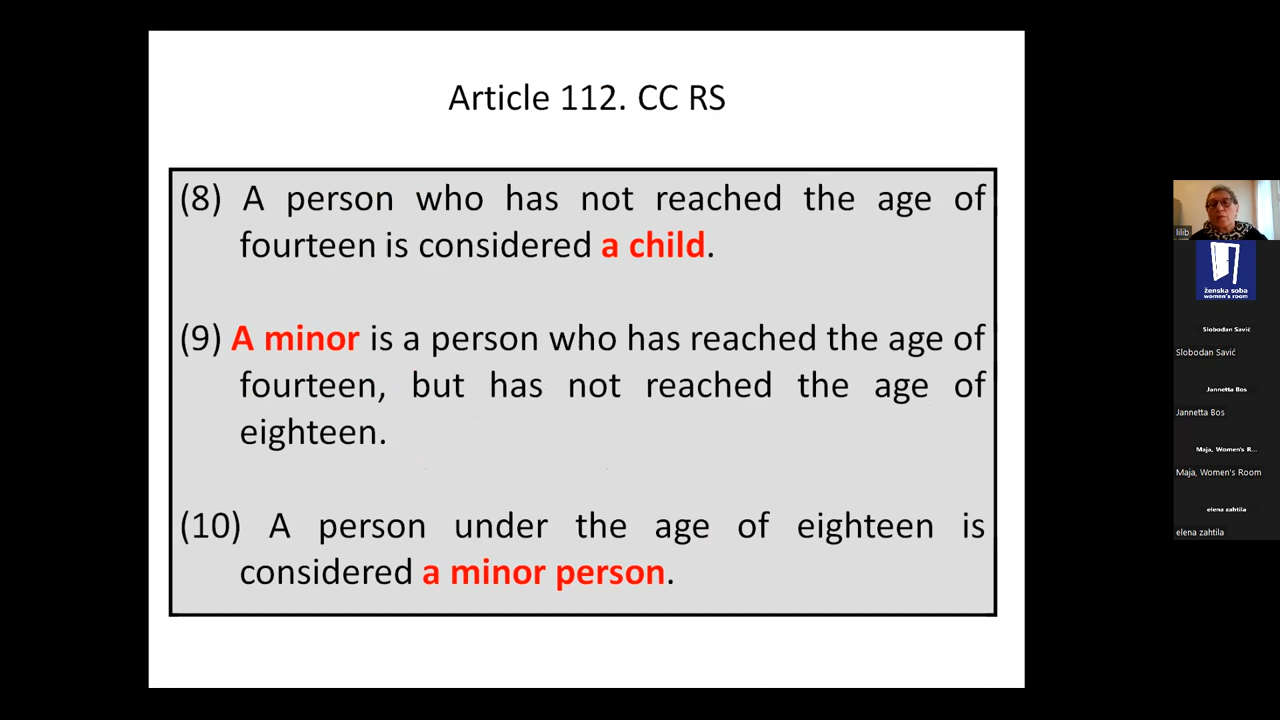 Article 112. CC RS
(8) A person who has not reached the age of
fourteen is considered a child.
(9) A minor is a person who has reached the age of
fourteen, but has not reached the age of
eighteen.
(10) A person under the age of eighteen is
considered a minor person.
lilib
ženska soba
women's room
Slobodan Savić
Slobodan Savić
Jannetta Bos
Jannetta Bos
Maja, Women's R...
Maja, Women's Room
elena zahtila
elena zahtila